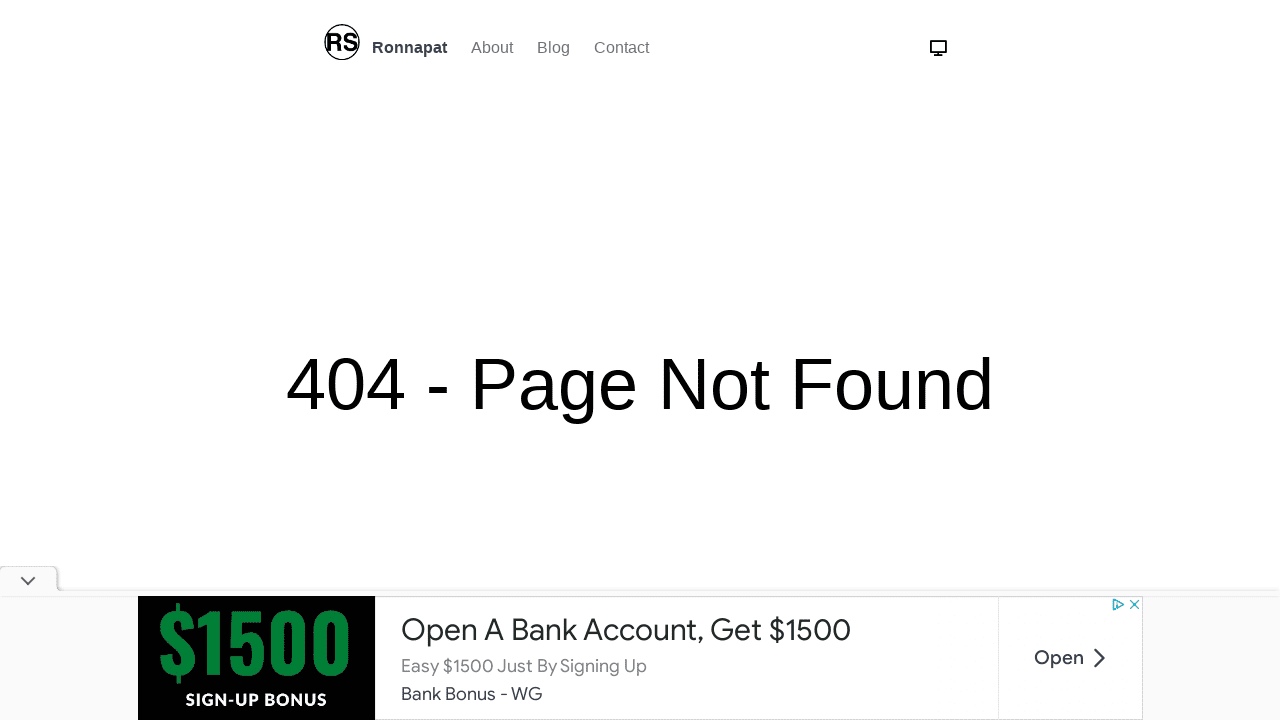 RS Ronnapat About Blog Contact
404 - Page Not Found
$1500
SIGN-UP BONUS
Open A Bank Account, Get $1500
Easy $1500 Just By Signing Up
Bank Bonus - WG
Open